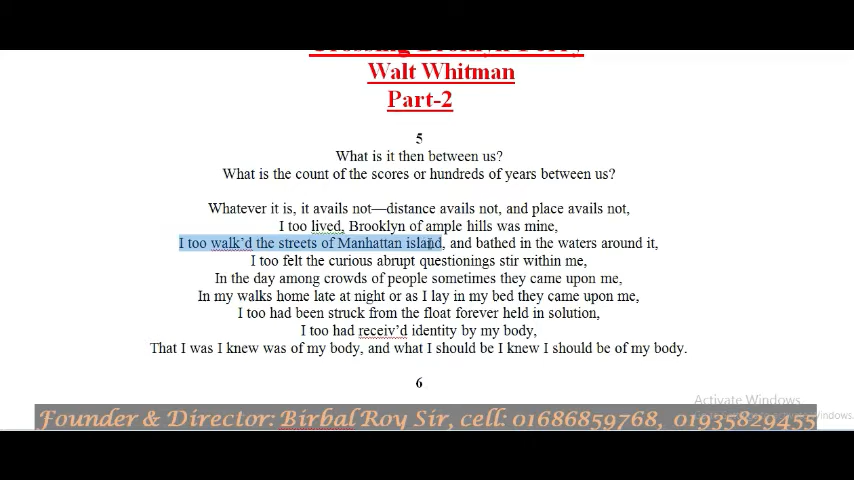 Walt Whitman
Part-2
5
What is it then between us?
What is the count of the scores or hundreds of years between us?
Whatever it is, it avails not—distance avails not, and place avails not,
I too lived, Brooklyn of ample hills was mine,
I too walk’d the streets of Manhattan island, and bathed in the waters around it,
I too felt the curious abrupt questionings stir within me,
In the day among crowds of people sometimes they came upon me,
In my walks home late at night or as I lay in my bed they came upon me,
I too had been struck from the float forever held in solution,
I too had receiv’d identity by my body,
That I was I knew was of my body, and what I should be I knew I should be of my body.
6
Activate Windows
Founder & Director: Birbal Roy Sir, cell: 01686859768, 01935829455